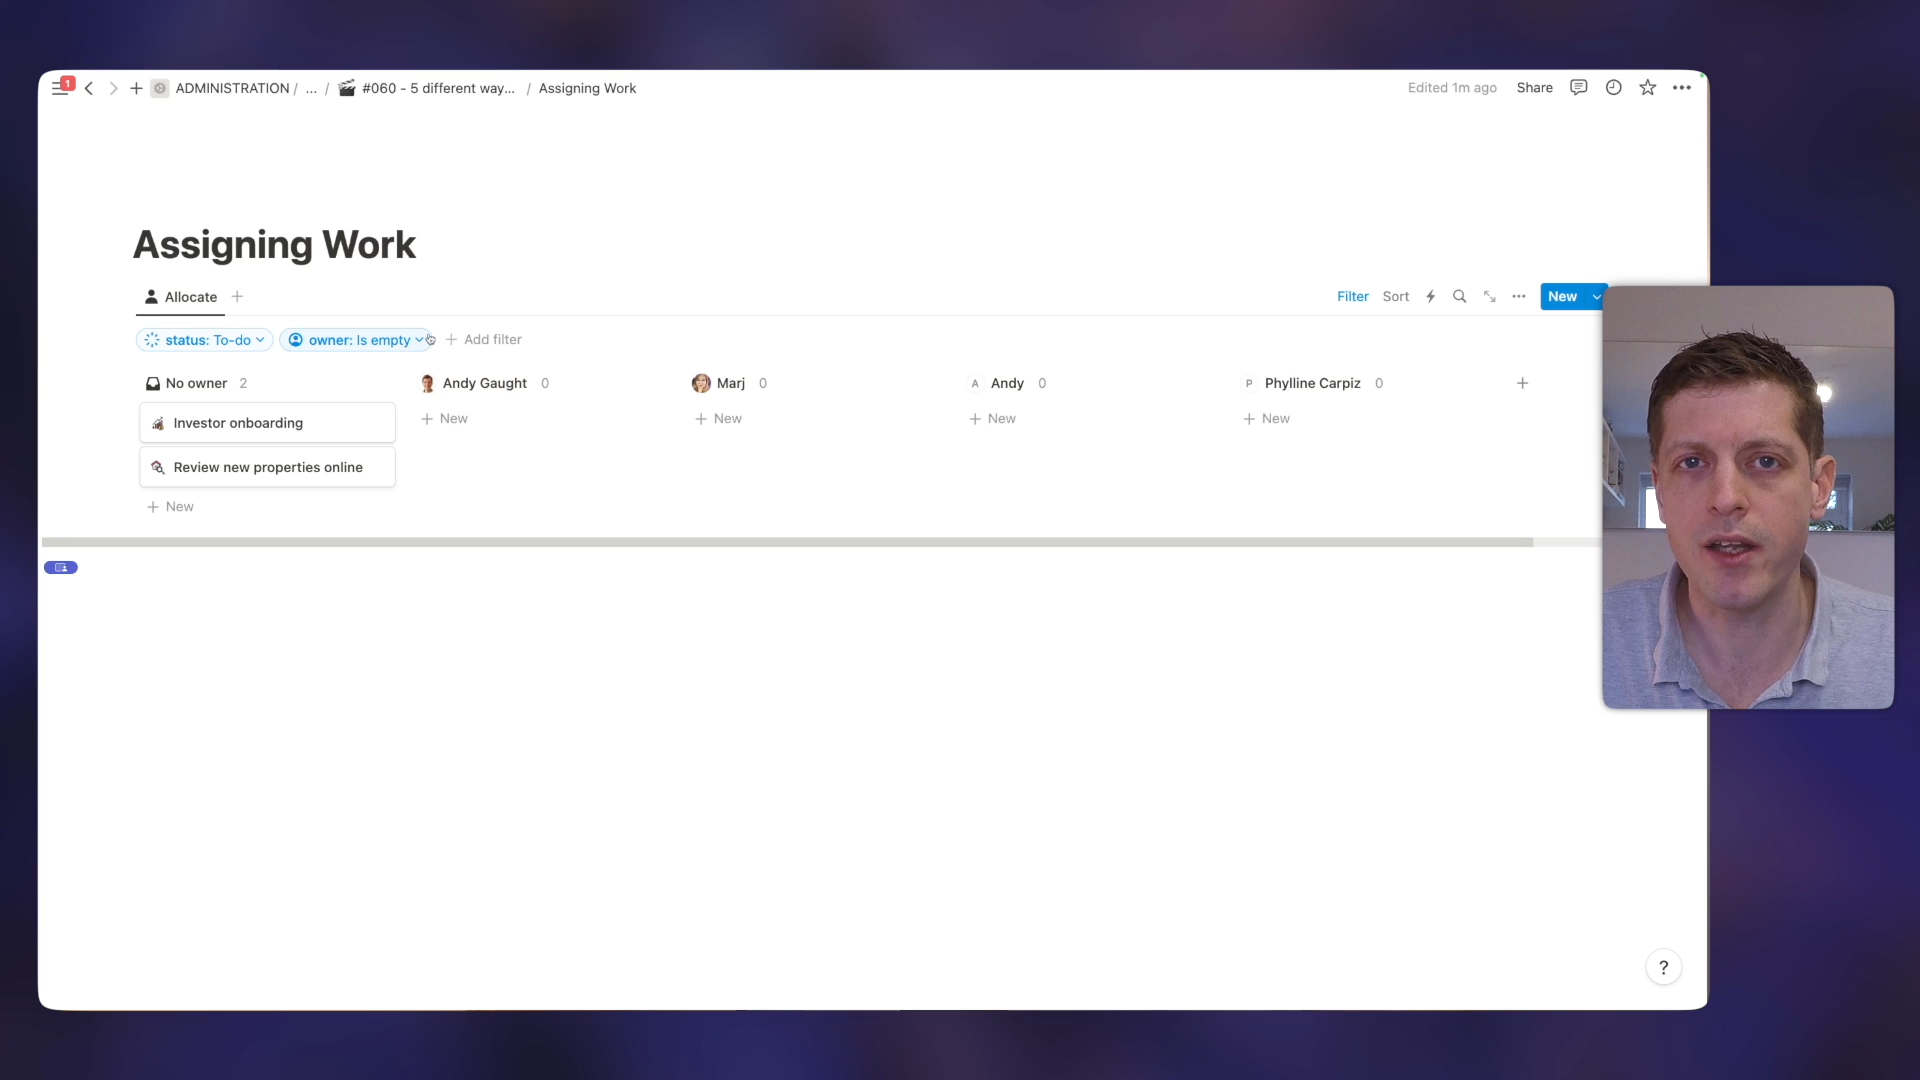 1 ADMINISTRATION / ... / #060 - 5 different way... / Assigning Work Edited 1m ago Share
Assigning Work
Allocate Filter Sort New
status: To-do owner: Is empty Add filter
No owner 2 Andy Gaught 0 Marj 0 A Andy 0 P Phylline Carpiz 0
Investor onboarding New New New New
Review new properties online
New
?